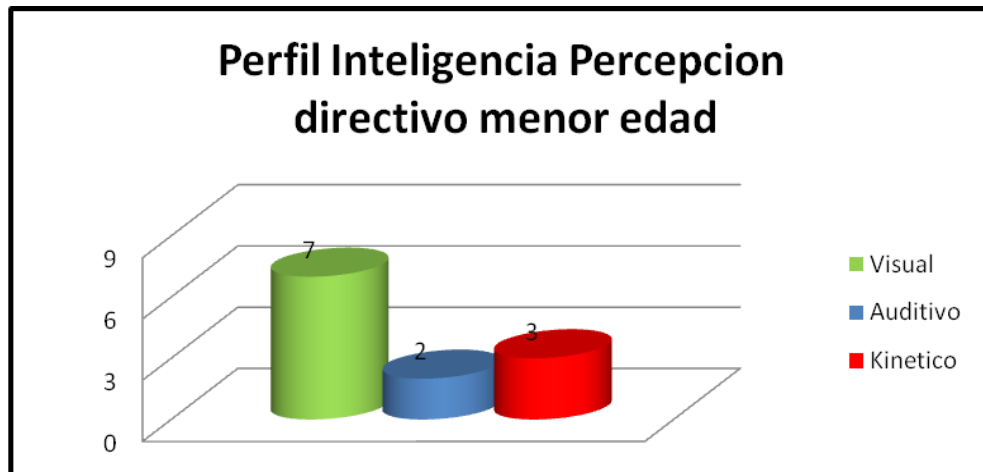 Perfil Inteligencia Percepcion
directivo menor edad
9
6
3
0
7
2
3
Visual
Auditivo
Kinetico